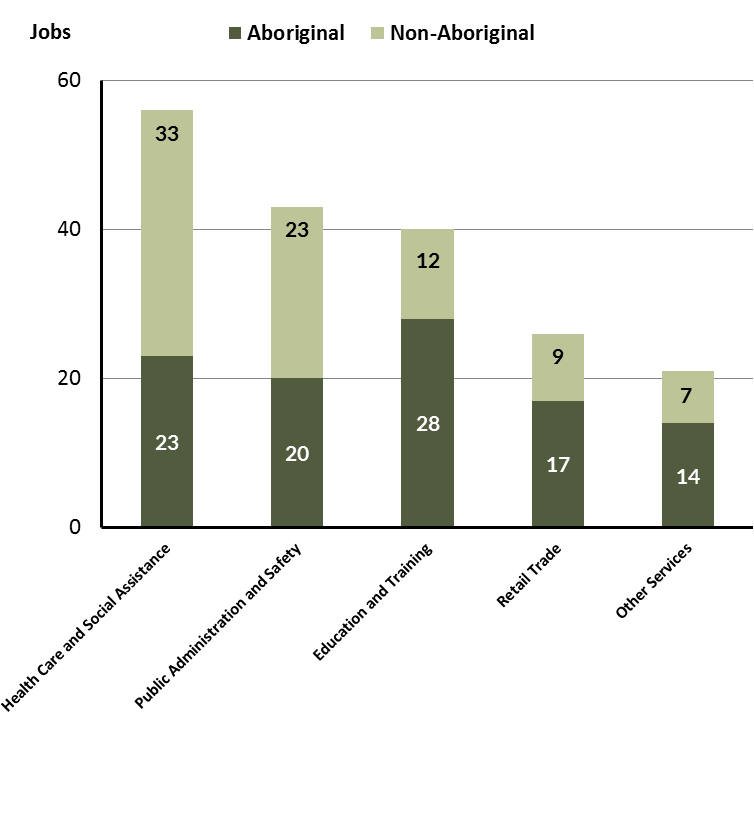 Jobs
Aboriginal Non-Aboriginal
60
40
20
0
33
23
23
20
12
28
9
17
7
14
Health Care and Social Assistance
Public Administration and Safety
Education and Training
Retail Trade
Other Services